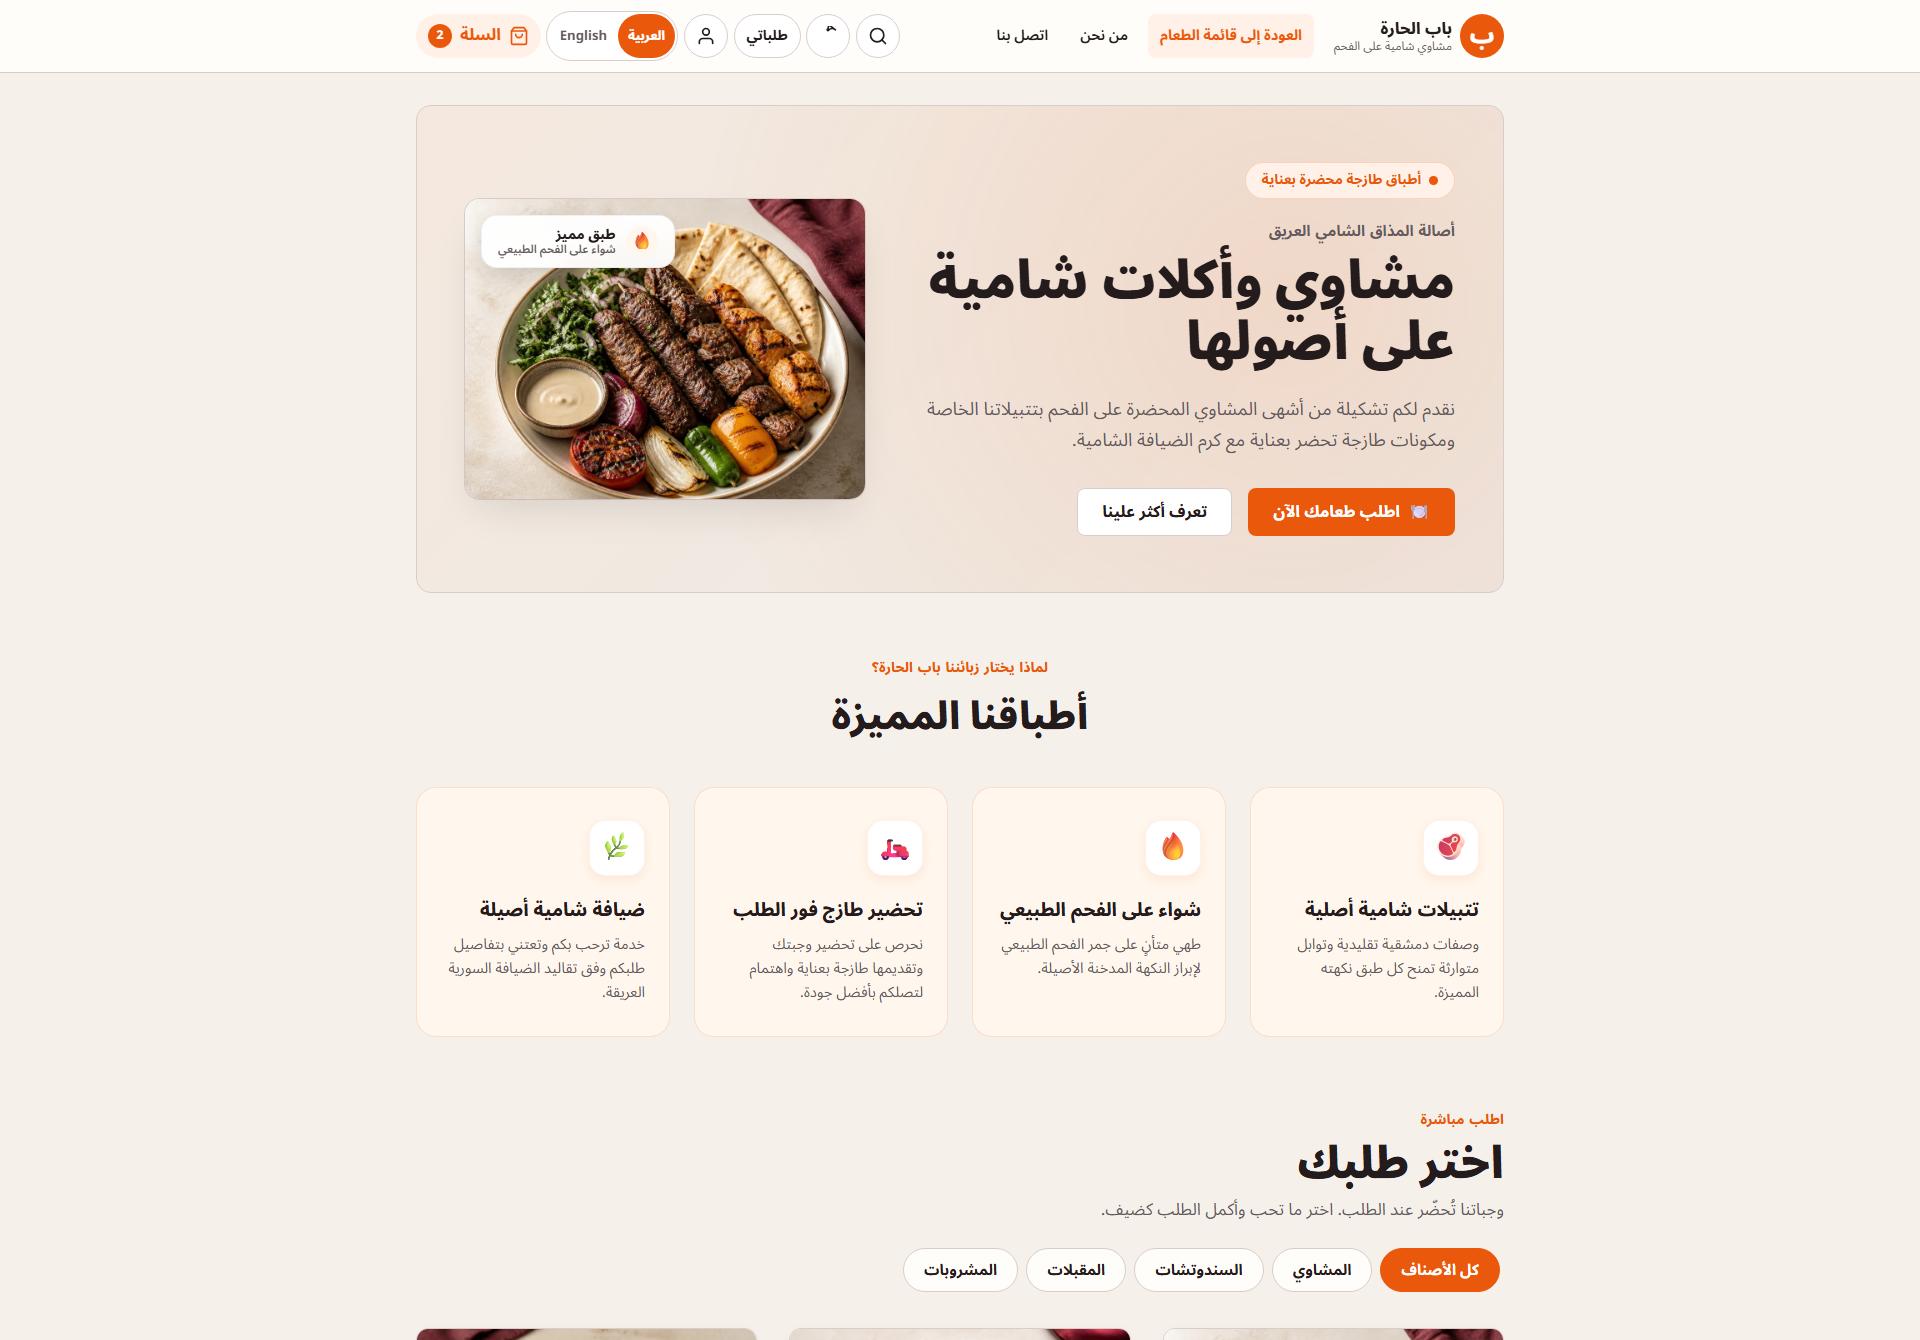 باب الحارة
مشاوي شامية على الفحم
العودة إلى قائمة الطعام
من نحن
اتصل بنا
طلباتي
العربية
English
السلة
2
أطباق طازجة محضرة بعناية
أصالة المذاق الشامي العريق
مشاوي وأكلات شامية
على أصولها
نقدم لكم تشكيلة من أشهى المشاوي المحضرة على الفحم بتتبيلاتنا الخاصة
ومكونات طازجة تحضر بعناية مع كرم الضيافة الشامية.
اطلب طعامك الآن
تعرف أكثر علينا
طبق مميز
شواء على الفحم الطبيعي
لماذا يختار زبائننا باب الحارة؟
أطباقنا المميزة
تتبيلات شامية أصلية
وصفات دمشقية تقليدية وتوابل
متوارثة تمنح كل طبق نكهته
المميزة.
شواء على الفحم الطبيعي
طهي متأنٍ على جمر الفحم الطبيعي
لإبراز النكهة المدخنة الأصيلة.
تحضير طازج فور الطلب
نحرص على تحضير وجبتك
وتقديمها طازجة بعناية واهتمام
لتصلكم بأفضل جودة.
ضيافة شامية أصيلة
خدمة ترحب بكم وتعتني بتفاصيل
طلبكم وفق تقاليد الضيافة السورية
العريقة.
اطلب مباشرة
اختر طلبك
وجباتنا تُحضّر عند الطلب. اختر ما تحب وأكمل الطلب كضيف.
كل الأصناف
المشاوي
السندوتشات
المقبلات
المشروبات